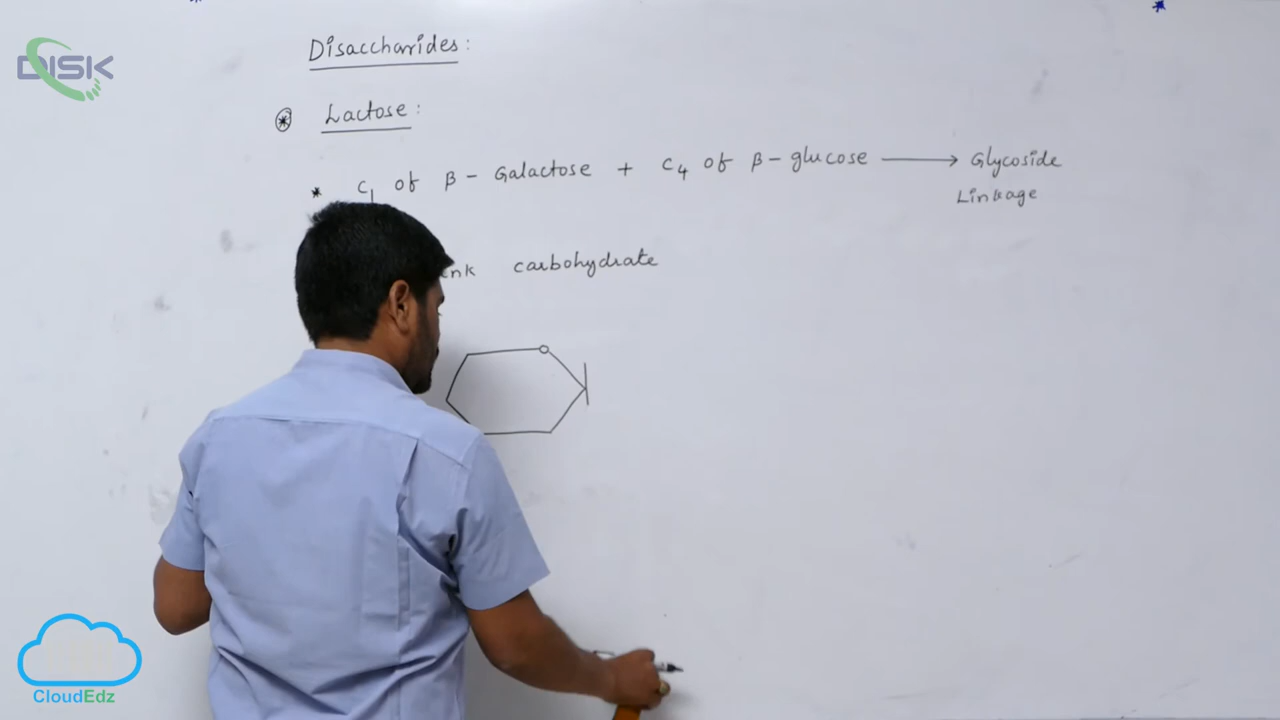 DISK
Disaccharides:
* Lactose:
* C1 of β - Galactose + C4 of β - glucose ⟶ Glycoside
Linkage
carbohydrate
CloudEdz